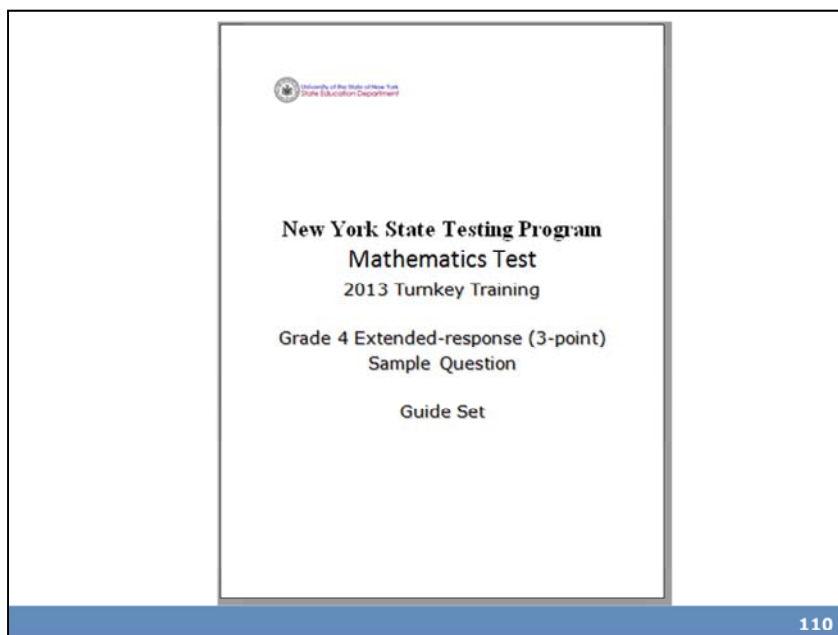 University of the State of New York
State Education Department
New York State Testing Program
Mathematics Test
2013 Turnkey Training
Grade 4 Extended-response (3-point)
Sample Question
Guide Set
110